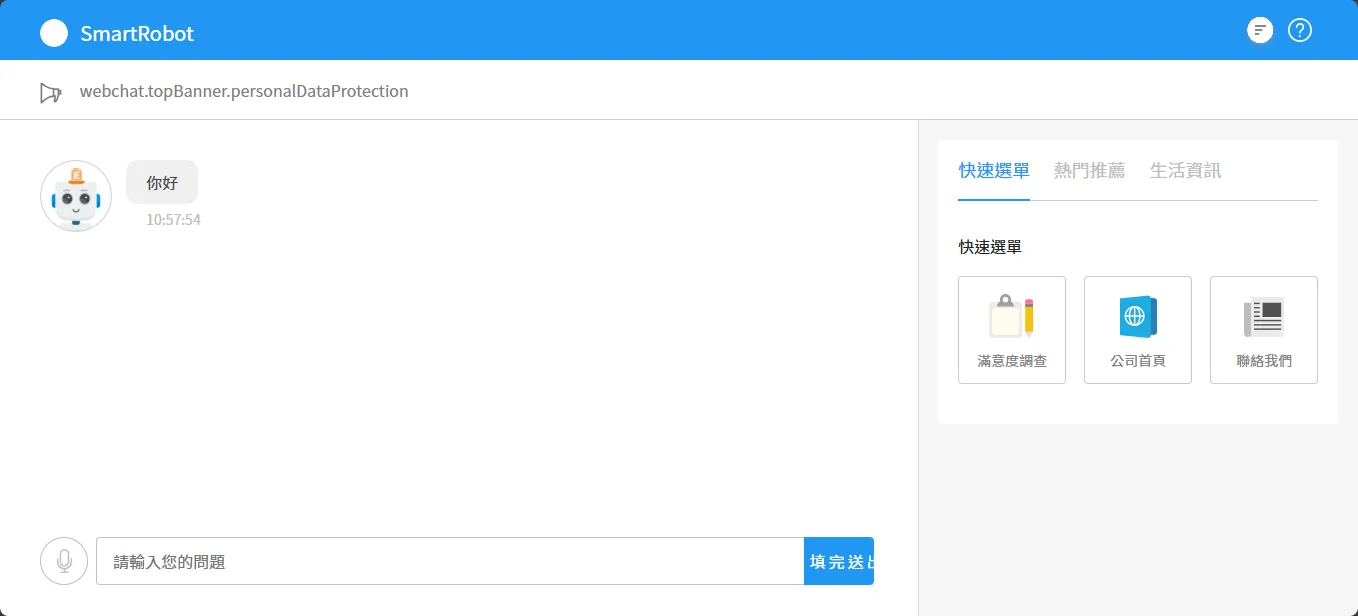 SmartRobot
webchat.topBanner.personalDataProtection
你好
10:57:54
快速選單 熱門推薦 生活資訊
快速選單
滿意度調查 公司首頁 聯絡我們
請輸入您的問題
填完送出